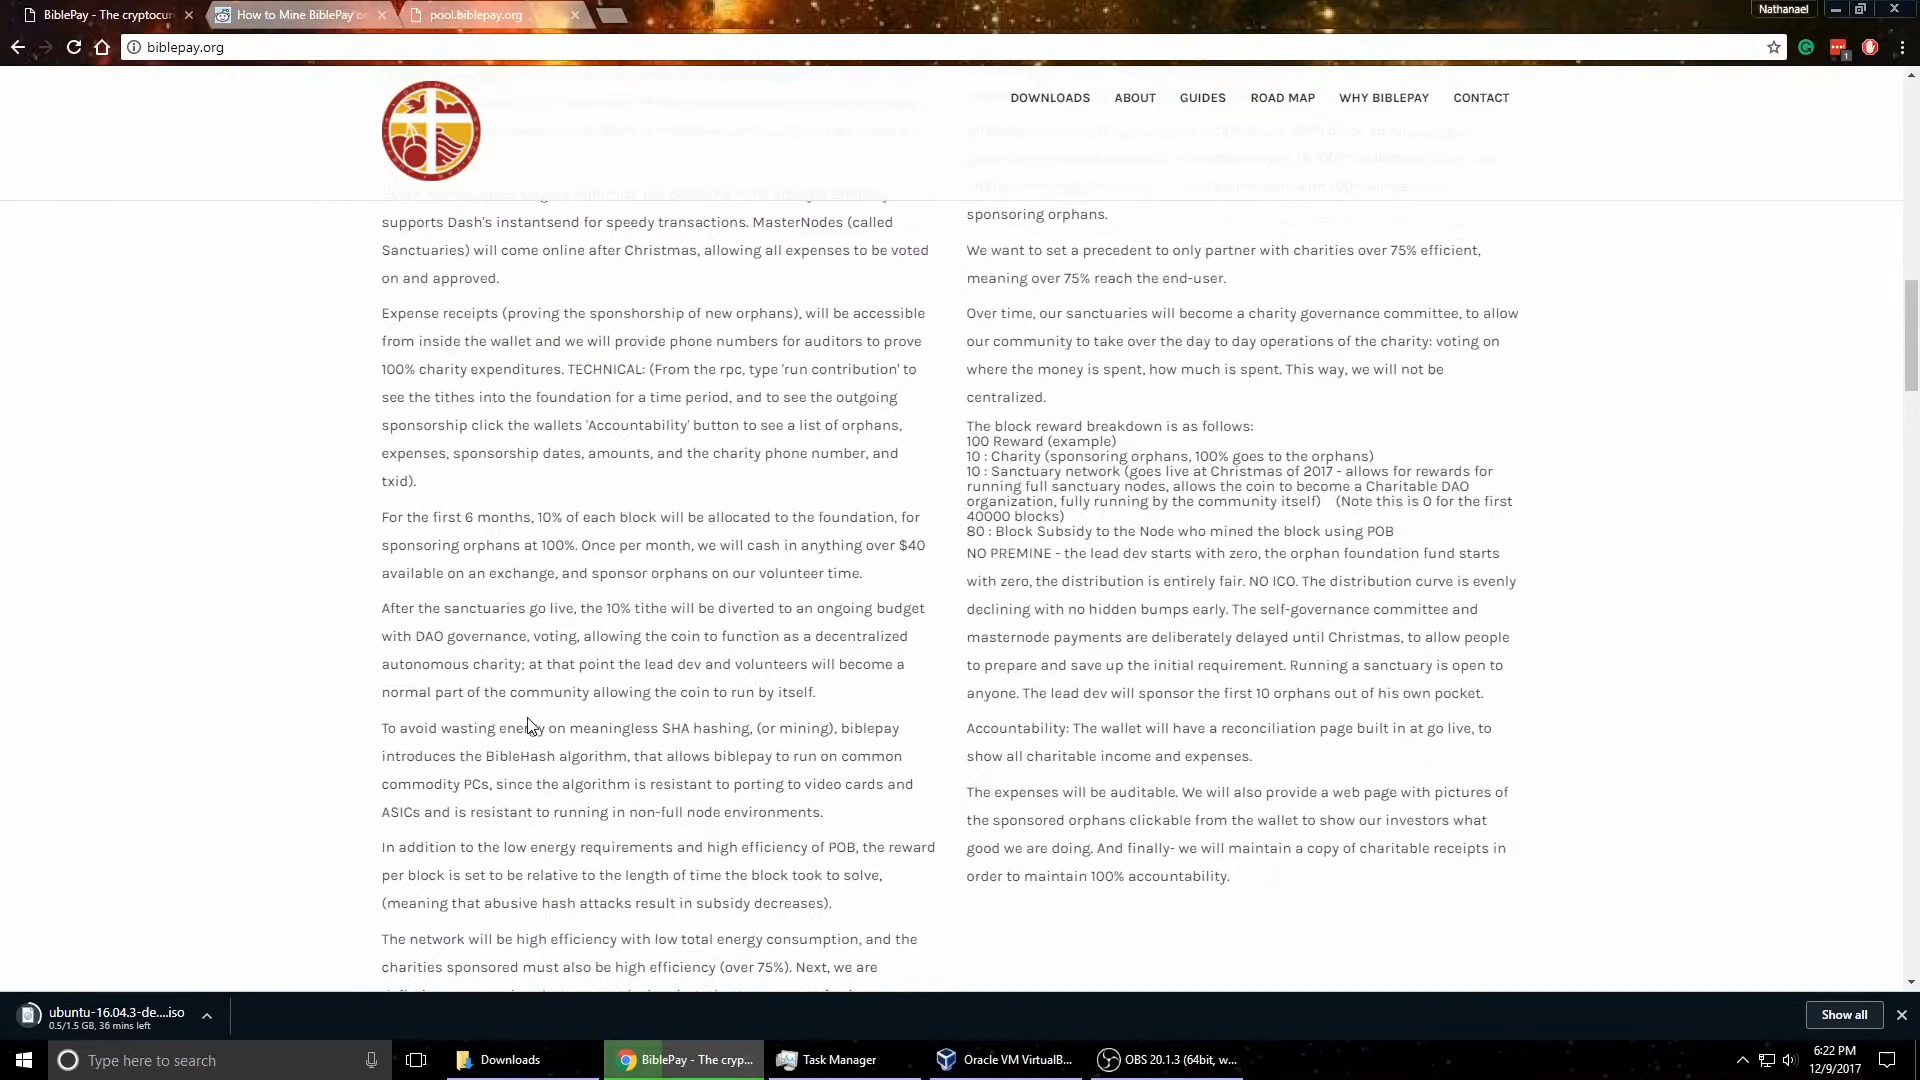 BiblePay - The cryptocur
How to Mine BiblePay on
pool.biblepay.org
Nathanael
biblepay.org
1
DOWNLOADS
ABOUT
GUIDES
ROAD MAP
WHY BIBLEPAY
CONTACT
supports Dash's instantsend for speedy transactions. MasterNodes (called
Sanctuaries) will come online after Christmas, allowing all expenses to be voted
on and approved.
Expense receipts (proving the sponshorship of new orphans), will be accessible
from inside the wallet and we will provide phone numbers for auditors to prove
100% charity expenditures. TECHNICAL: (From the rpc, type 'run contribution' to
see the tithes into the foundation for a time period, and to see the outgoing
sponsorship click the wallets 'Accountability' button to see a list of orphans,
expenses, sponsorship dates, amounts, and the charity phone number, and
txid).
For the first 6 months, 10% of each block will be allocated to the foundation, for
sponsoring orphans at 100%. Once per month, we will cash in anything over $40
available on an exchange, and sponsor orphans on our volunteer time.
After the sanctuaries go live, the 10% tithe will be diverted to an ongoing budget
with DAO governance, voting, allowing the coin to function as a decentralized
autonomous charity; at that point the lead dev and volunteers will become a
normal part of the community allowing the coin to run by itself.
To avoid wasting energy on meaningless SHA hashing, (or mining), biblepay
introduces the BibleHash algorithm, that allows biblepay to run on common
commodity PCs, since the algorithm is resistant to porting to video cards and
ASICs and is resistant to running in non-full node environments.
In addition to the low energy requirements and high efficiency of POB, the reward
per block is set to be relative to the length of time the block took to solve,
(meaning that abusive hash attacks result in subsidy decreases).
The network will be high efficiency with low total energy consumption, and the
charities sponsored must also be high efficiency (over 75%). Next, we are
sponsoring orphans.
We want to set a precedent to only partner with charities over 75% efficient,
meaning over 75% reach the end-user.
Over time, our sanctuaries will become a charity governance committee, to allow
our community to take over the day to day operations of the charity: voting on
where the money is spent, how much is spent. This way, we will not be
centralized.
The block reward breakdown is as follows:
100 Reward (example)
10 : Charity (sponsoring orphans, 100% goes to the orphans)
10 : Sanctuary network (goes live at Christmas of 2017 - allows for rewards for
running full sanctuary nodes, allows the coin to become a Charitable DAO
organization, fully running by the community itself) (Note this is 0 for the first
40000 blocks)
80 : Block Subsidy to the Node who mined the block using POB
NO PREMINE - the lead dev starts with zero, the orphan foundation fund starts
with zero, the distribution is entirely fair. NO ICO. The distribution curve is evenly
declining with no hidden bumps early. The self-governance committee and
masternode payments are deliberately delayed until Christmas, to allow people
to prepare and save up the initial requirement. Running a sanctuary is open to
anyone. The lead dev will sponsor the first 10 orphans out of his own pocket.
Accountability: The wallet will have a reconciliation page built in at go live, to
show all charitable income and expenses.
The expenses will be auditable. We will also provide a web page with pictures of
the sponsored orphans clickable from the wallet to show our investors what
good we are doing. And finally- we will maintain a copy of charitable receipts in
order to maintain 100% accountability.
ubuntu-16.04.3-de....iso
0.5/1.5 GB, 36 mins left
Show all
Type here to search
Downloads
BiblePay - The cryp...
Task Manager
Oracle VM VirtualB...
OBS 20.1.3 (64bit, w...
6:22 PM
12/9/2017